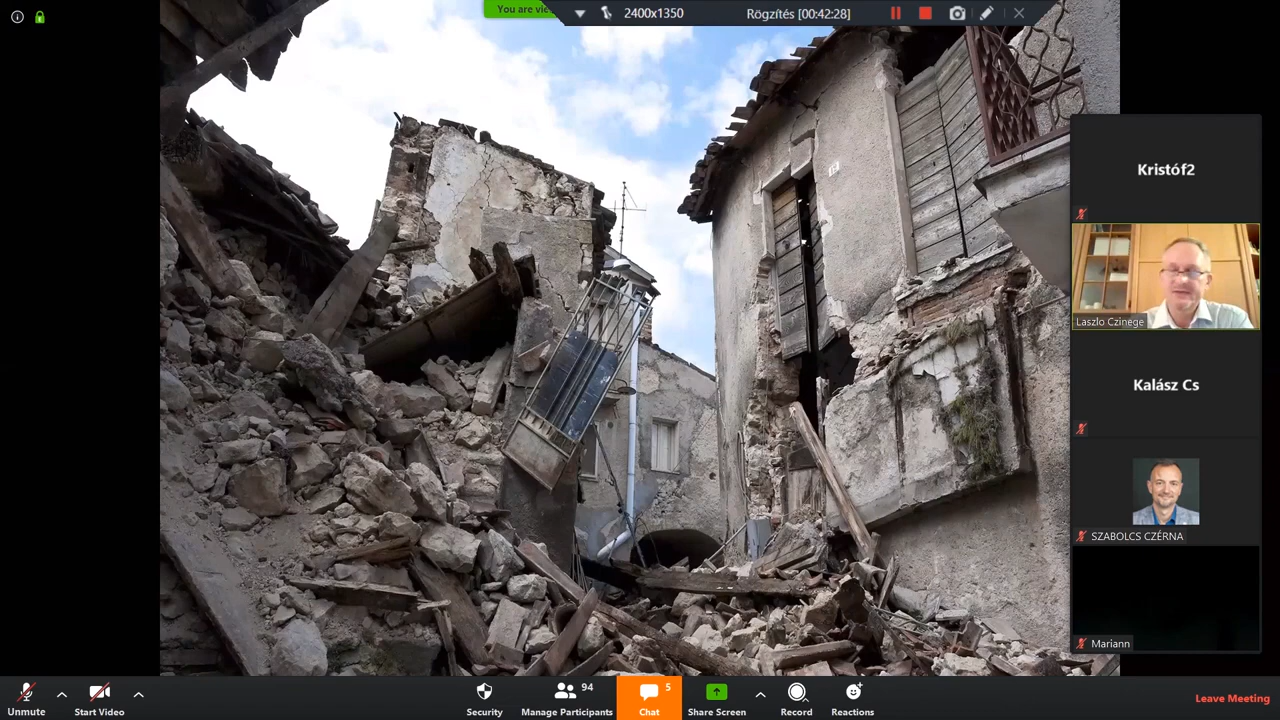 You are vie
2400x1350
Rögzítés [00:42:28]
Kristóf2
Laszlo Czinege
Kalász Cs
SZABOLCS CZÉRNA
Mariann
Unmute
Start Video
Security
94
Manage Participants
5
Chat
Share Screen
Record
Reactions
Leave Meeting